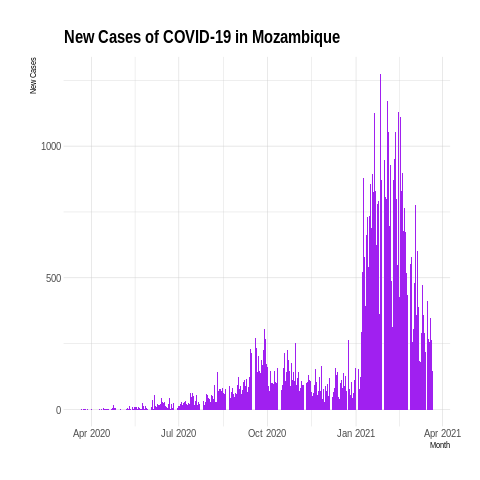 New Cases of COVID-19 in Mozambique
New Cases
1000
500
0
Apr 2020
Jul 2020
Oct 2020
Jan 2021
Apr 2021
Month